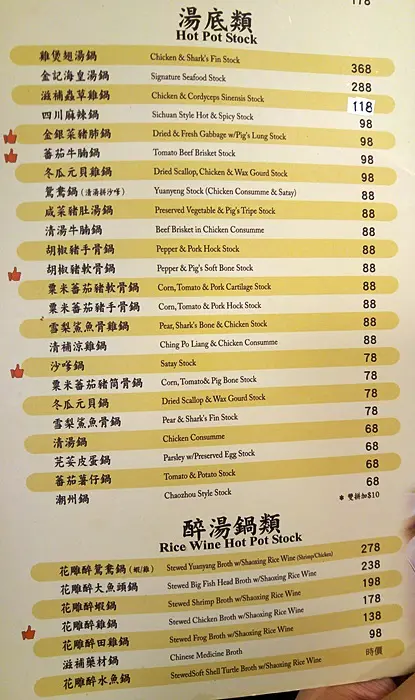 178
湯底類
Hot Pot Stock
雞煲翅湯鍋 Chicken & Shark's Fin Stock 368
金記海皇湯鍋 Signature Seafood Stock 288
滋補蟲草雞鍋 Chicken & Cordyceps Sinensis Stock 118
四川麻辣鍋 Sichuan Style Hot & Spicy Stock 98
金銀菜豬肺鍋 Dried & Fresh Gabbage w/Pig's Lung Stock 98
蕃茄牛腩鍋 Tomato Beef Brisket Stock 98
冬瓜元貝雞鍋 Dried Scallop, Chicken & Wax Gourd Stock 98
鴛鴦鍋 (清湯拼沙嗲) Yuanyeng Stock (Chicken Consumme & Satay) 88
咸菜豬肚湯鍋 Preserved Vegetable & Pig's Tripe Stock 88
清湯牛腩鍋 Beef Brisket in Chicken Consumme 88
胡椒豬手骨鍋 Pepper & Pork Hock Stock 88
胡椒豬軟骨鍋 Pepper & Pig's Soft Bone Stock 88
粟米蕃茄豬軟骨鍋 Corn, Tomato & Pork Cartilage Stock 88
粟米蕃茄豬手骨鍋 Corn, Tomato & Pork Hock Stock 88
雪梨鯊魚骨雞鍋 Pear, Shark's Bone & Chicken Stock 88
清補涼雞鍋 Ching Po Liang & Chicken Consumme 88
沙嗲鍋 Satay Stock 78
粟米蕃茄豬筒骨鍋 Corn, Tomato& Pig Bone Stock 78
冬瓜元貝鍋 Dried Scallop & Wax Gourd Stock 78
雪梨鯊魚骨鍋 Pear & Shark's Fin Stock 78
清湯鍋 Chicken Consumme 68
芫荽皮蛋鍋 Parsley w/Preserved Egg Stock 68
蕃茄薯仔鍋 Tomato & Potato Stock 68
潮州鍋 Chaozhou Style Stock 68
* 雙拼加$10
醉湯鍋類
Rice Wine Hot Pot Stock
花雕醉鴛鴦鍋 (蝦/雞) Stewed Yuanyang Broth w/Shaoxing Rice Wine (Shrimp/Chicken) 278
花雕醉大魚頭鍋 Stewed Big Fish Head Broth w/Shaoxing Rice Wine 238
花雕醉蝦鍋 Stewed Shrimp Broth w/Shaoxing Rice Wine 198
花雕醉雞鍋 Stewed Chicken Broth w/Shaoxing Rice Wine 178
花雕醉田雞鍋 Stewed Frog Broth w/Shaoxing Rice Wine 138
滋補藥材鍋 Chinese Medicine Broth 98
花雕醉水魚鍋 StewedSoft Shell Turtle Broth w/Shaoxing Rice Wine 時價